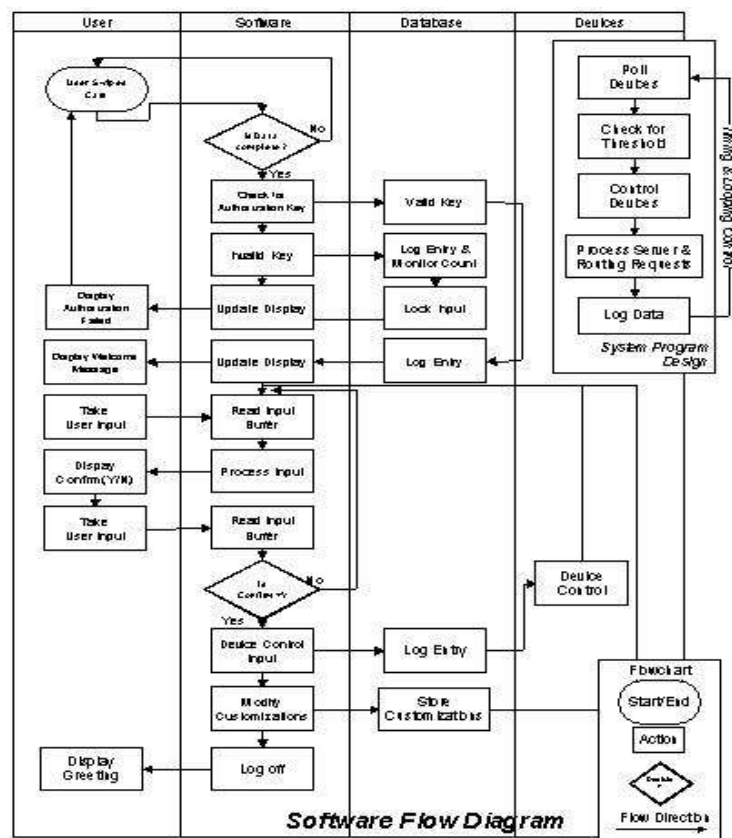 User
Software
Database
Devices
User Swipes
Card
Is Data
complete?
No
Yes
Check for
Authorization Key
Valid Key
Invalid Key
Log Entry &
Monitor Count
Display
Authorization
Failed
Update Display
Lock Input
Display Welcome
Message
Update Display
Log Entry
Take
User Input
Read Input
Buffer
Display
Confirm(Y/N)
Process Input
Take
User Input
Read Input
Buffer
Is
No
Yes
Device Control
Input
Log Entry
Device
Control
Modify
Customizations
Store
Customizations
Display
Greeting
Log off
Software Flow Diagram
Poll
Devices
Check for
Threshold
Control
Devices
Process Server &
Routing Requests
Log Data
Timing & Looping Control
System Program
Design
Flowchart
Start/End
Action
Flow Direction